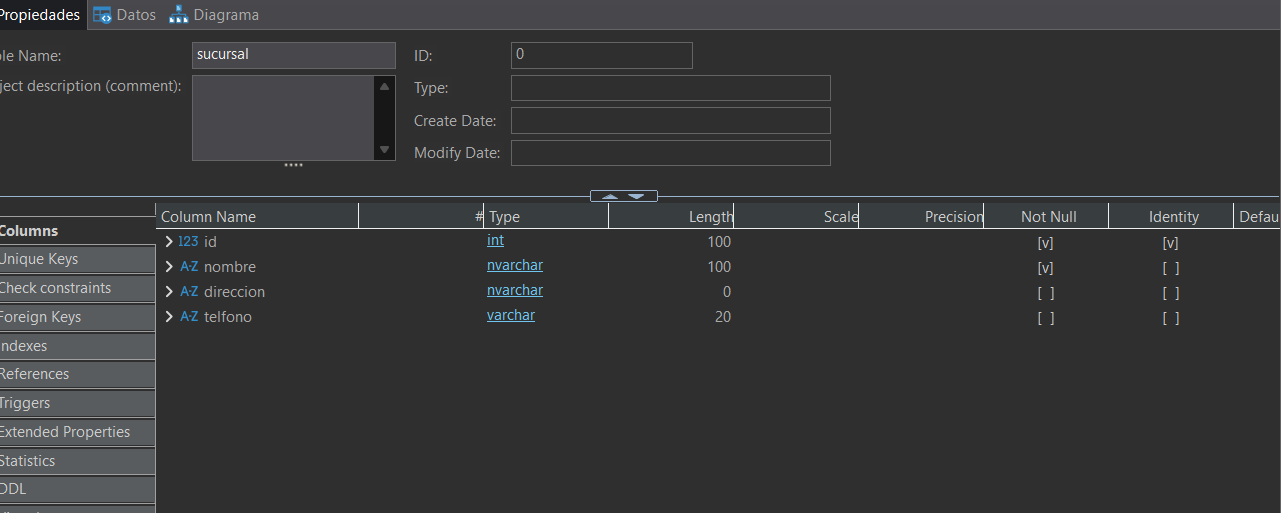 Propiedades Datos Diagrama
ble Name: sucursal ID: 0
ject description (comment): Type:
Create Date:
Modify Date:
Column Name # Type Length Scale Precision Not Null Identity Defau
Columns
123 id int 100 [v] [v]
Unique Keys
A-Z nombre nvarchar 100 [v] [ ]
Check constraints
A-Z direccion nvarchar 0 [ ] [ ]
Foreign Keys
A-Z telfono varchar 20 [ ] [ ]
Indexes
References
Triggers
Extended Properties
Statistics
DDL